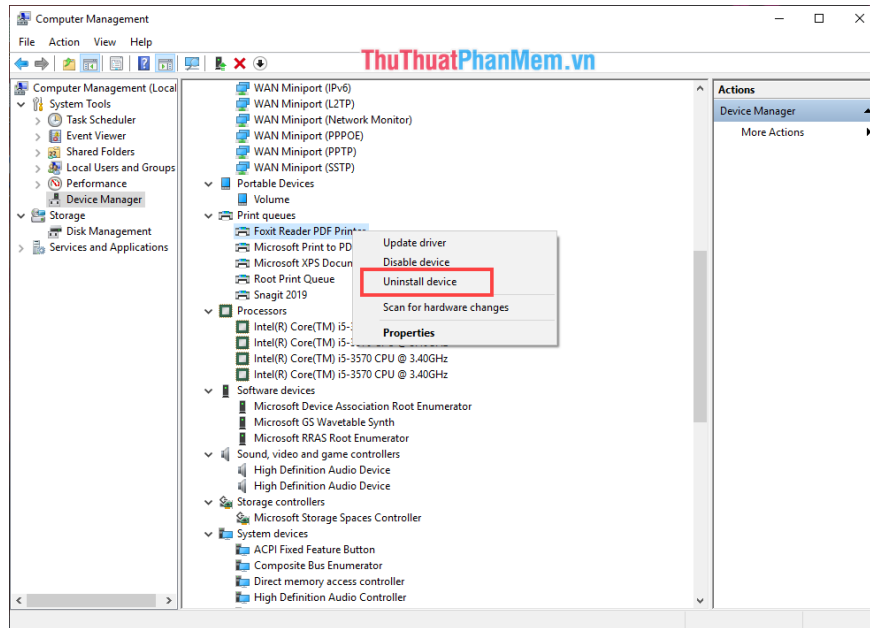 Computer Management
File Action View Help
ThuThuatPhanMem.vn
Computer Management (Local
System Tools
Task Scheduler
Event Viewer
Shared Folders
Local Users and Groups
Performance
Device Manager
Storage
Disk Management
Services and Applications
WAN Miniport (IPv6)
WAN Miniport (L2TP)
WAN Miniport (Network Monitor)
WAN Miniport (PPPOE)
WAN Miniport (PPTP)
WAN Miniport (SSTP)
Portable Devices
Volume
Print queues
Foxit Reader PDF Printer
Microsoft Print to PD
Microsoft XPS Docum
Root Print Queue
Snagit 2019
Processors
Intel(R) Core(TM) i5-
Intel(R) Core(TM) i5-3570 CPU @ 3.40GHz
Intel(R) Core(TM) i5-3570 CPU @ 3.40GHz
Intel(R) Core(TM) i5-3570 CPU @ 3.40GHz
Software devices
Microsoft Device Association Root Enumerator
Microsoft GS Wavetable Synth
Microsoft RRAS Root Enumerator
Sound, video and game controllers
High Definition Audio Device
High Definition Audio Device
Storage controllers
Microsoft Storage Spaces Controller
System devices
ACPI Fixed Feature Button
Composite Bus Enumerator
Direct memory access controller
High Definition Audio Controller
Update driver
Disable device
Uninstall device
Scan for hardware changes
Properties
Actions
Device Manager
More Actions